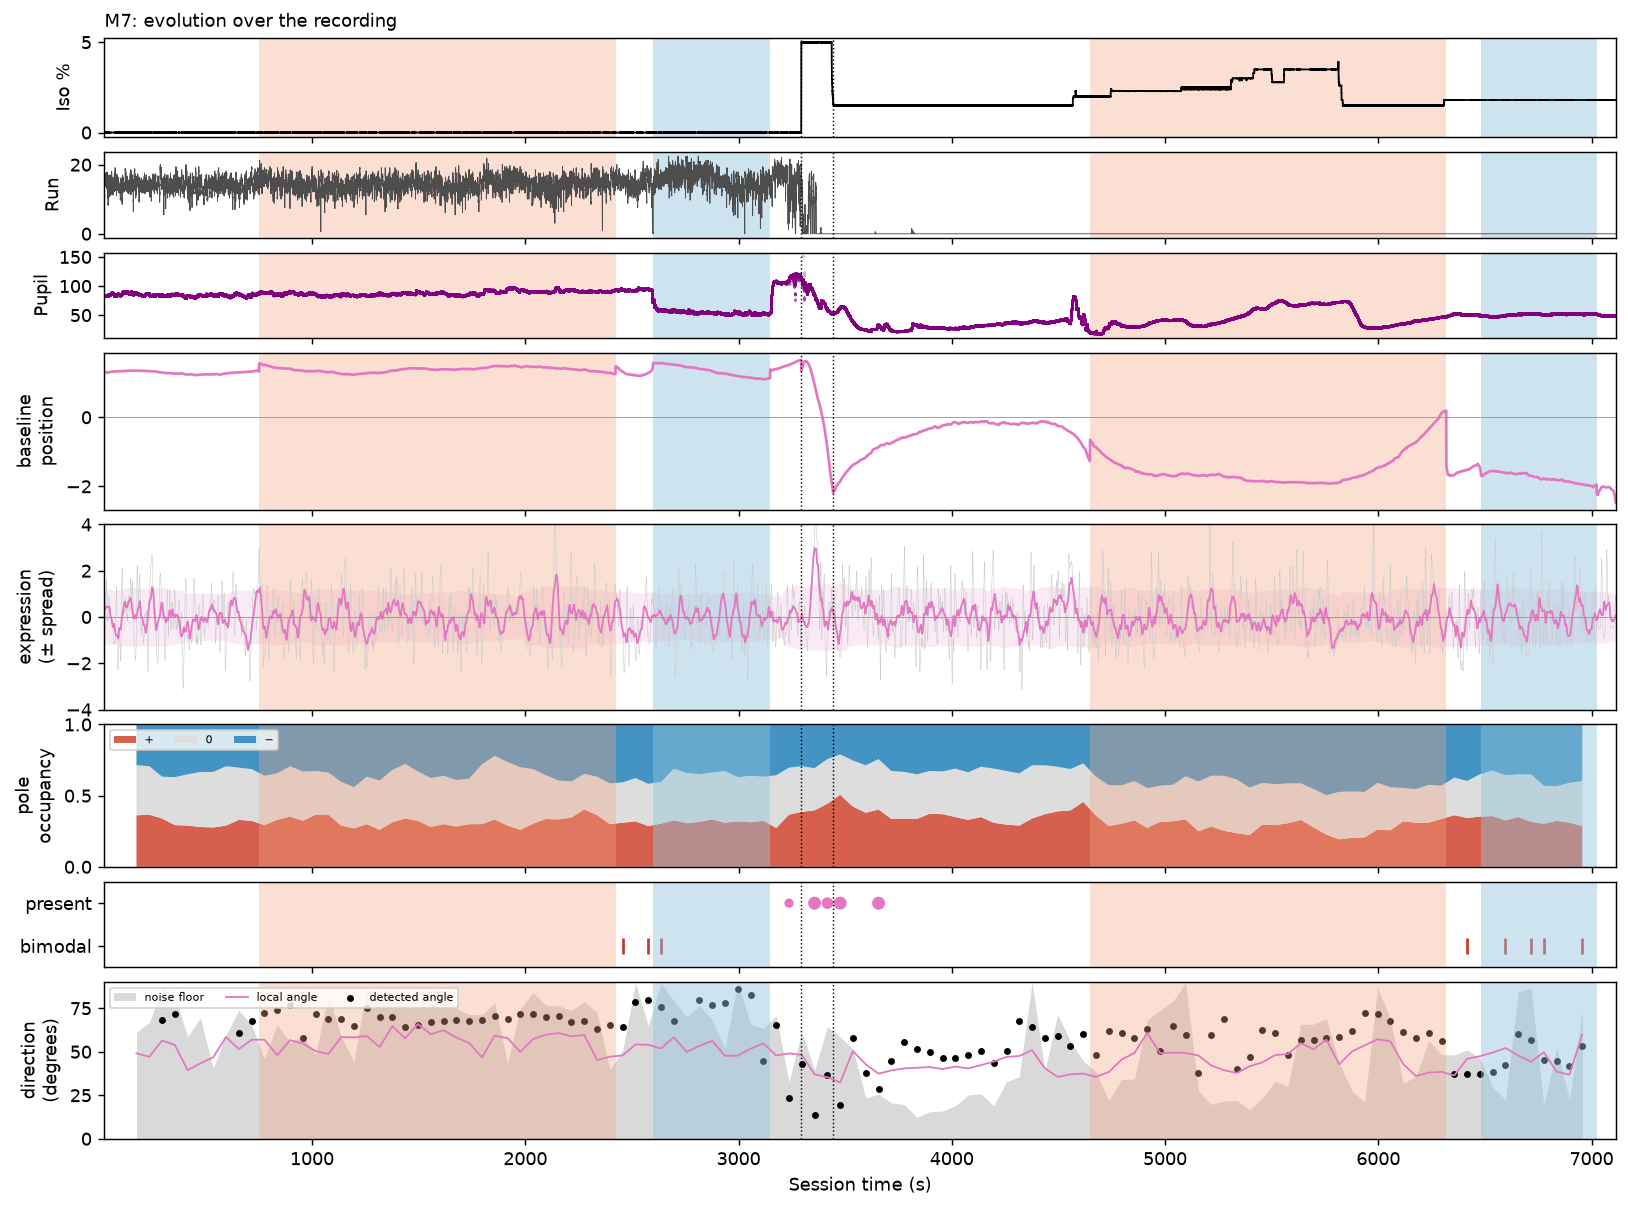 M7: evolution over the recording
5
0
Iso %
20
0
Run
150
100
50
Pupil
0
−2
baseline
position
4
2
0
−2
−4
expression
(± spread)
1.0
0.5
0.0
pole
occupancy
+
0
−
present
bimodal
75
50
25
0
direction
(degrees)
noise floor
local angle
detected angle
1000
2000
3000
4000
5000
6000
7000
Session time (s)